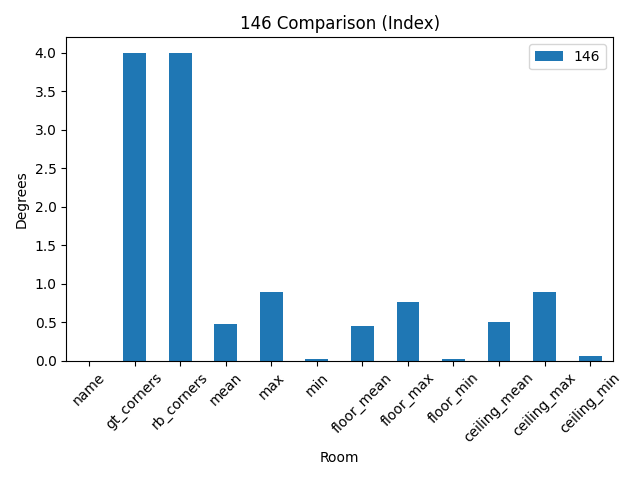 146 Comparison (Index)
146
Degrees
4.0
3.5
3.0
2.5
2.0
1.5
1.0
0.5
0.0
name
gt_corners
rb_corners
mean
max
min
floor_mean
floor_max
floor_min
ceiling_mean
ceiling_max
ceiling_min
Room